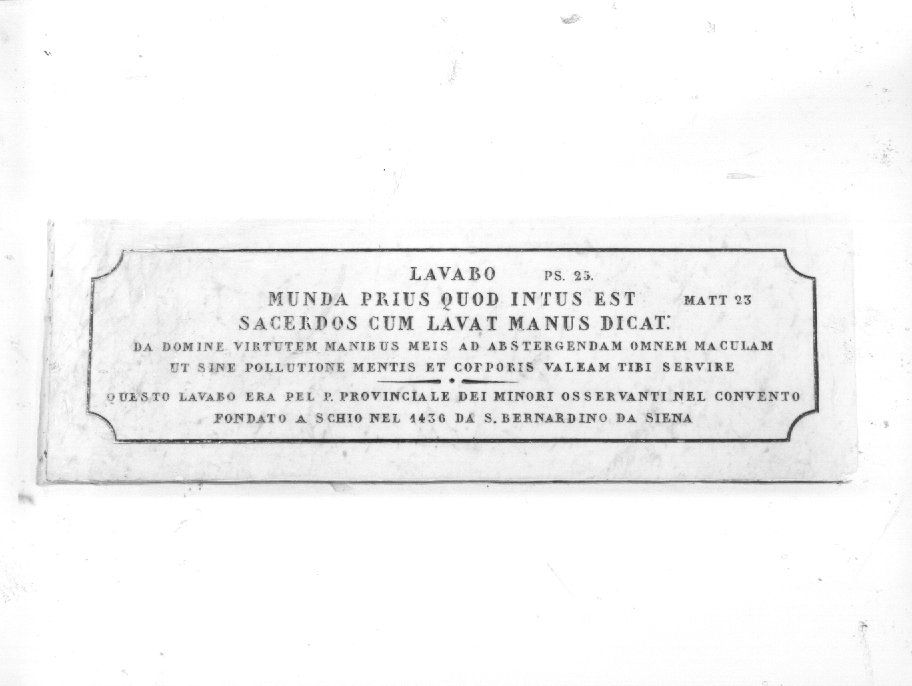 LAVABO PS. 25.
MUNDA PRIUS QUOD INTUS EST MATT 23
SACERDOS CUM LAVAT MANUS DICAT:
DA DOMINE VIRTUTEM MANIBUS MEIS AD ABSTERGENDAM OMNEM MACULAM
UT SINE POLLUTIONE MENTIS ET CORPORIS VALEAM TIBI SERVIRE
QUESTO LAVABO ERA PEL P. PROVINCIALE DEI MINORI OSSERVANTI NEL CONVENTO
FONDATO A SCHIO NEL 1436 DA S. BERNARDINO DA SIENA